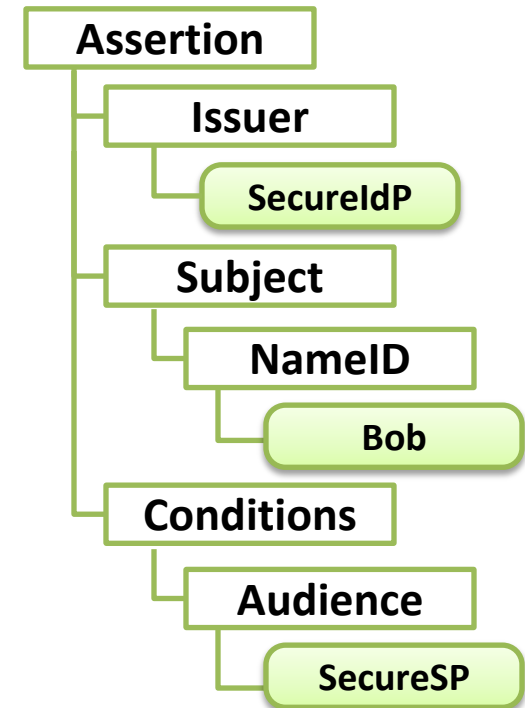 Assertion
Issuer
SecureIdP
Subject
NameID
Bob
Conditions
Audience
SecureSP